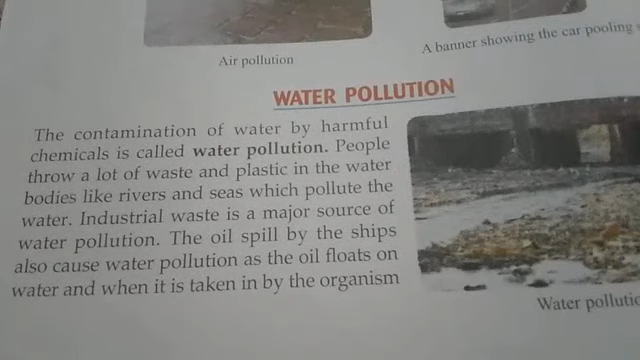 Air pollution
A banner showing the car pooling
WATER POLLUTION
The contamination of water by harmful
chemicals is called water pollution. People
throw a lot of waste and plastic in the water
bodies like rivers and seas which pollute the
water. Industrial waste is a major source of
water pollution. The oil spill by the ships
also cause water pollution as the oil floats on
water and when it is taken in by the organism
Water